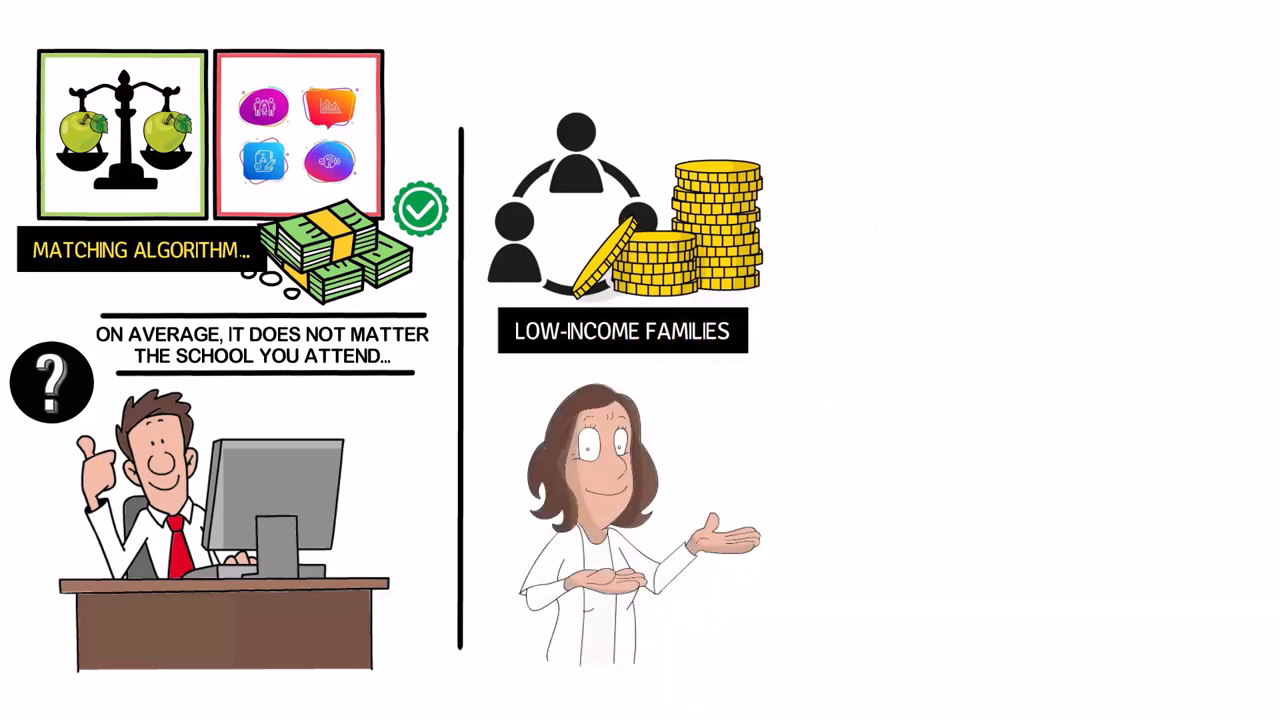 MATCHING ALGORITHM...
ON AVERAGE, IT DOES NOT MATTER
THE SCHOOL YOU ATTEND...
?
LOW-INCOME FAMILIES